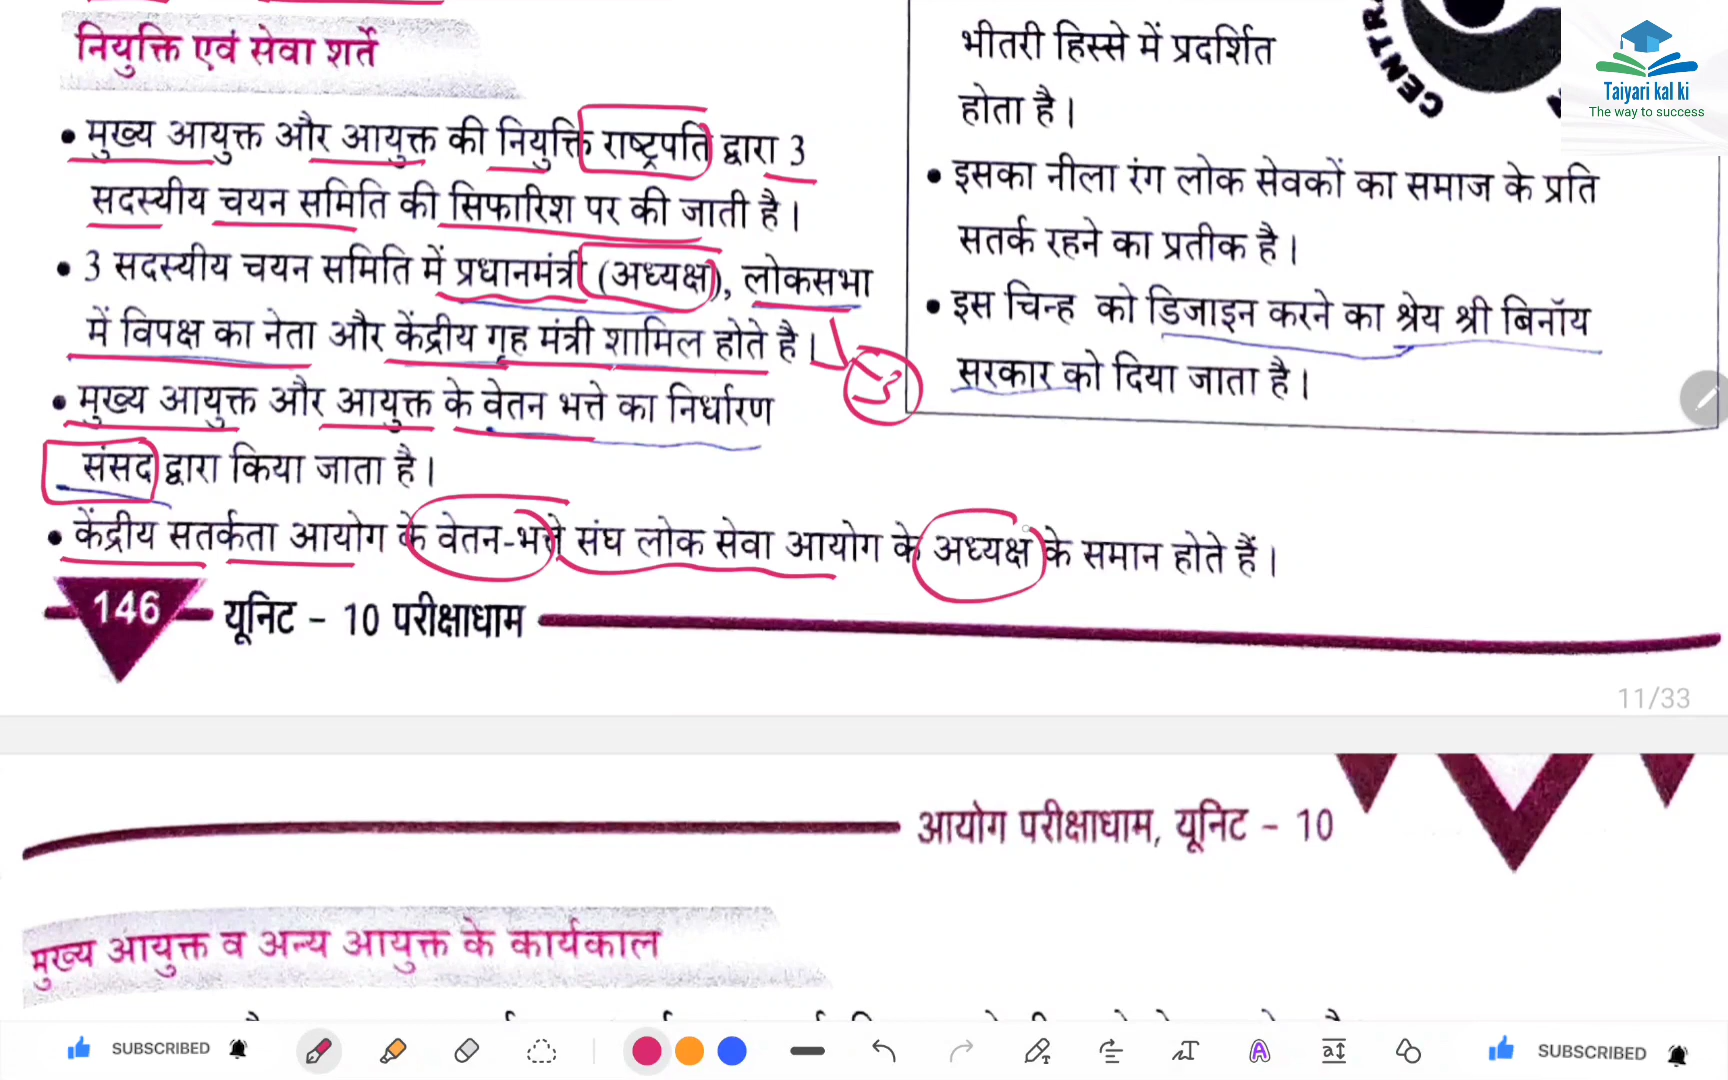 नियुक्ति एवं सेवा शर्ते
• मुख्य आयुक्त और आयुक्त की नियुक्ति राष्ट्रपति द्वारा 3
सदस्यीय चयन समिति की सिफारिश पर की जाती है।
• 3 सदस्यीय चयन समिति में प्रधानमंत्री (अध्यक्ष), लोकसभा
में विपक्ष का नेता और केंद्रीय गृह मंत्री शामिल होते है।
3
• मुख्य आयुक्त और आयुक्त के वेतन भत्ते का निर्धारण
संसद द्वारा किया जाता है।
• केंद्रीय सतर्कता आयोग के वेतन-भत्ते संघ लोक सेवा आयोग के अध्यक्ष के समान होते हैं।
भीतरी हिस्से में प्रदर्शित
होता है।
• इसका नीला रंग लोक सेवकों का समाज के प्रति
सतर्क रहने का प्रतीक है।
• इस चिन्ह को डिजाइन करने का श्रेय श्री बिनॉय
सरकार को दिया जाता है।
CENTR
Taiyari kal ki
The way to success
146 यूनिट - 10 परीक्षाधाम
11/33
आयोग परीक्षाधाम, यूनिट - 10
मुख्य आयुक्त व अन्य आयुक्त के कार्यकाल
SUBSCRIBED
SUBSCRIBED